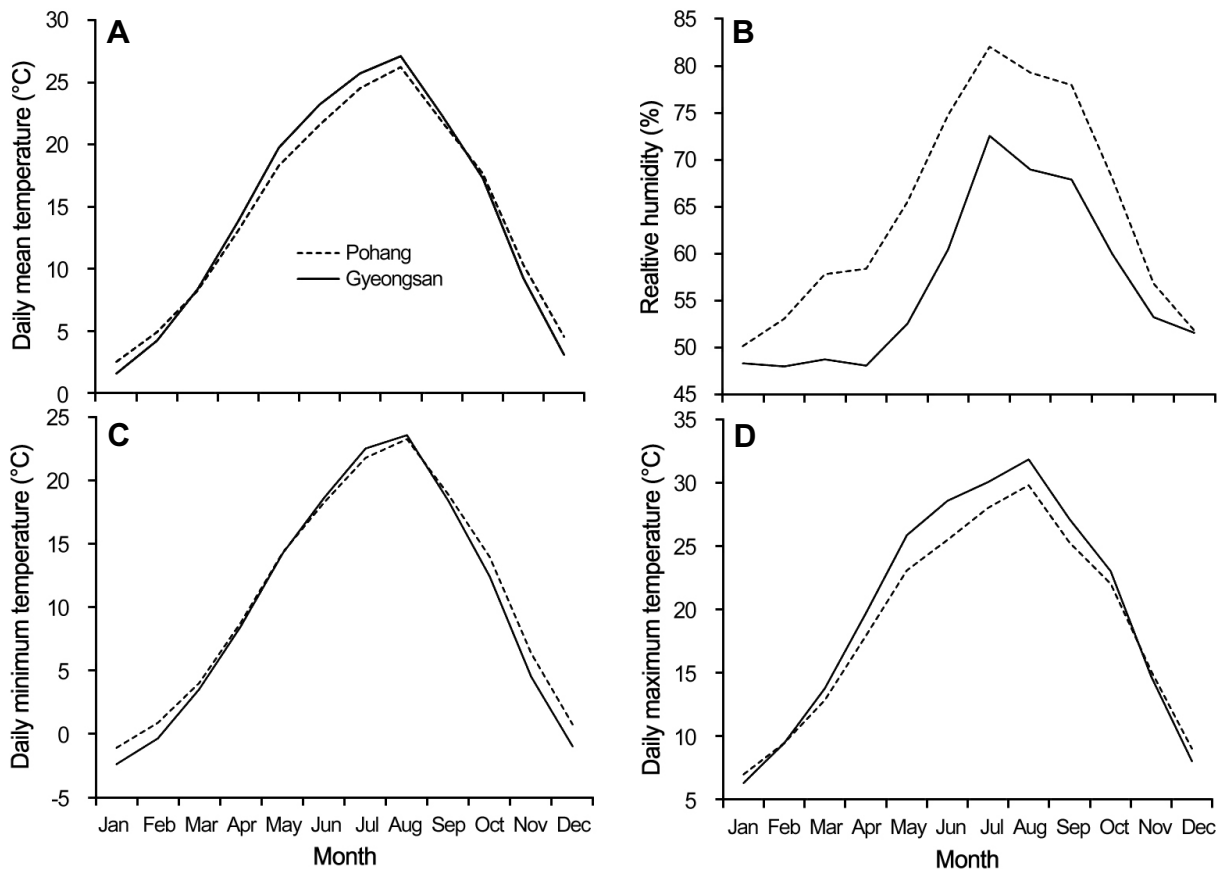 A
Daily mean temperature (°C)
30
25
20
15
10
5
0
Pohang
Gyeongsan
B
Realtive humidity (%)
85
80
75
70
65
60
55
50
45
C
Daily minimum temperature (°C)
25
20
15
10
5
0
-5
Jan Feb Mar Apr May Jun Jul Aug Sep Oct Nov Dec
Month
D
Daily maximum temperature (°C)
35
30
25
20
15
10
5
Jan Feb Mar Apr May Jun Jul Aug Sep Oct Nov Dec
Month